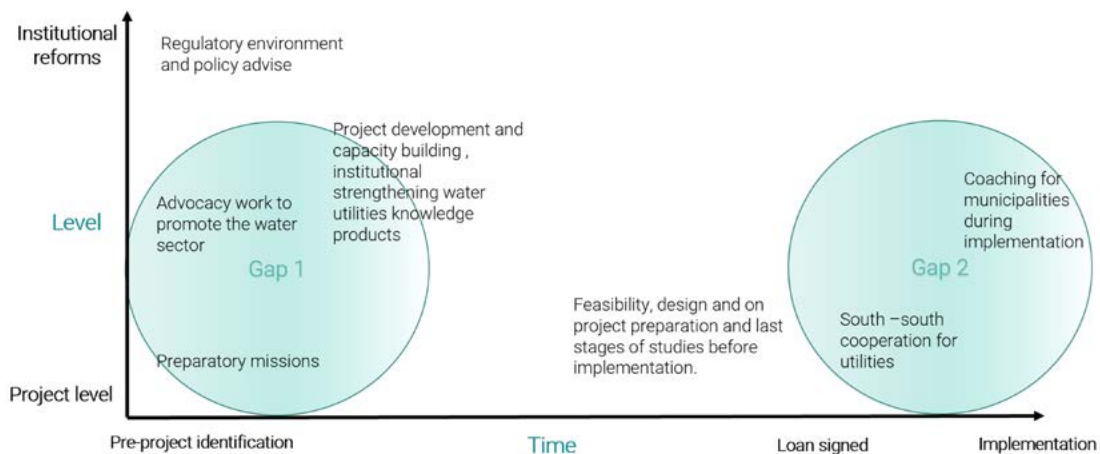 Institutional
reforms
Regulatory environment
and policy advise
Project development and
capacity building ,
institutional
strengthening water
utilities knowledge
products
Advocacy work to
promote the water
sector
Level
Gap 1
Coaching for
municipalities
during
implementation
Gap 2
Feasibility, design and on
project preparation and last
stages of studies before
implementation.
South –south
cooperation for
utilities
Preparatory missions
Project level
Pre-project identification
Time
Loan signed
Implementation